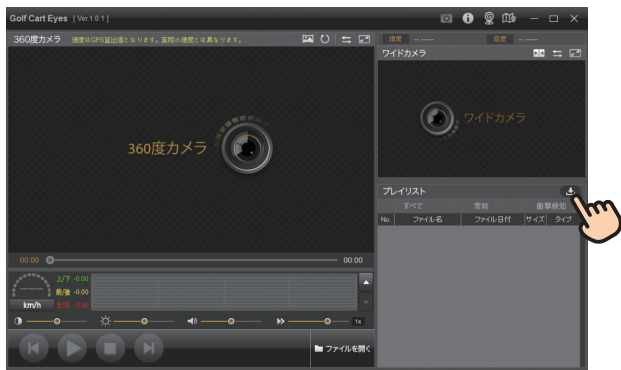 Golf Cart Eyes [ Ver.1.0.1 ]
360度カメラ 速度はGPS算出値となります。実際の速度とは異なります。
緯度 --.---- 経度 --.----
ワイドカメラ
360度カメラ
ワイドカメラ
プレイリスト
すべて 常時 衝撃検知
No. ファイル名 ファイル日付 サイズ タイプ
00:00 00:00
上/下 -0.00
前/後 -0.00
左/右 -0.00
km/h
1x
ファイルを開く